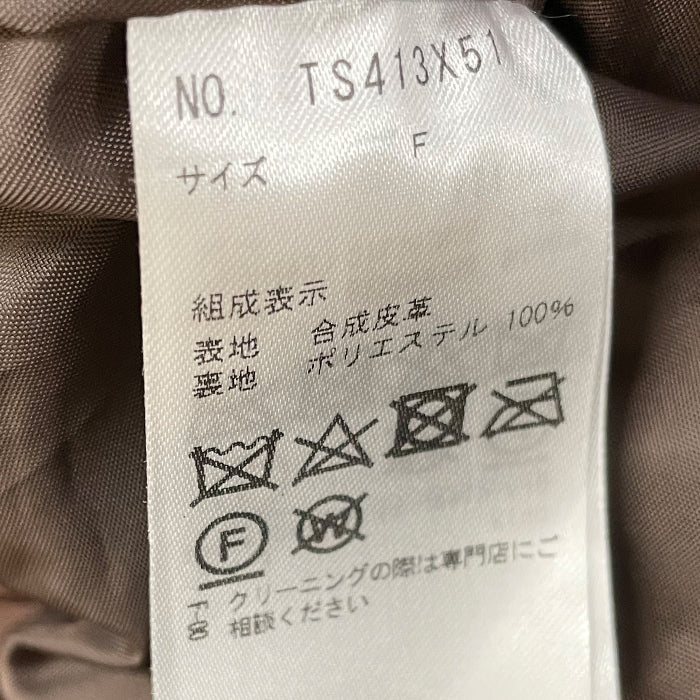 NO. TS413X51
サイズ F
組成表示
表地 合成皮革
裏地 ポリエステル 100%
F W
クリーニングの際は専門店にご
相談ください